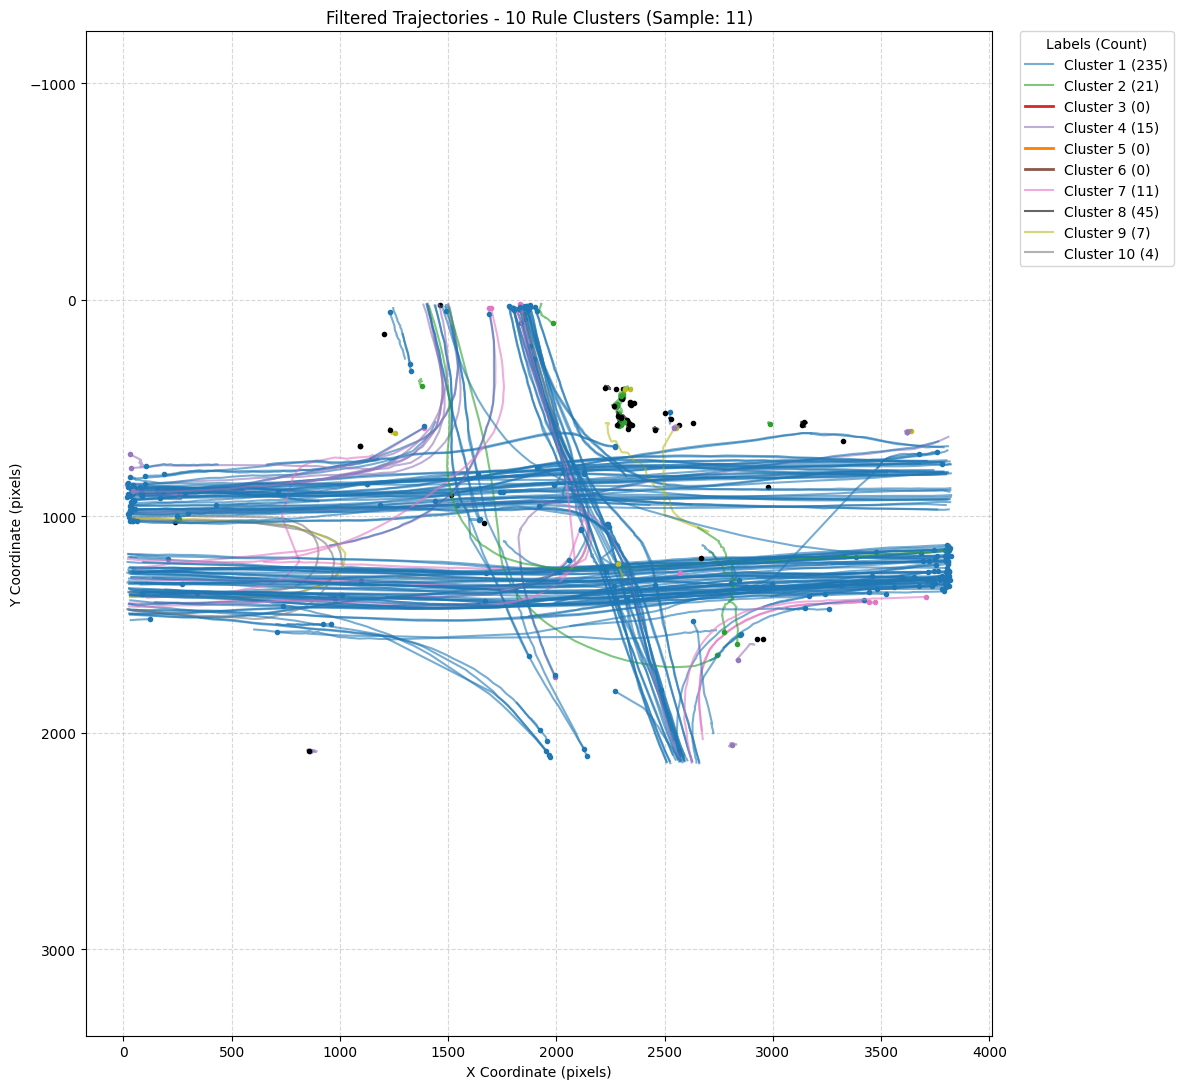 Filtered Trajectories - 10 Rule Clusters (Sample: 11)
Labels (Count)
Cluster 1 (235)
Cluster 2 (21)
Cluster 3 (0)
Cluster 4 (15)
Cluster 5 (0)
Cluster 6 (0)
Cluster 7 (11)
Cluster 8 (45)
Cluster 9 (7)
Cluster 10 (4)
−1000
0
1000
2000
3000
Y Coordinate (pixels)
0 500 1000 1500 2000 2500 3000 3500 4000
X Coordinate (pixels)